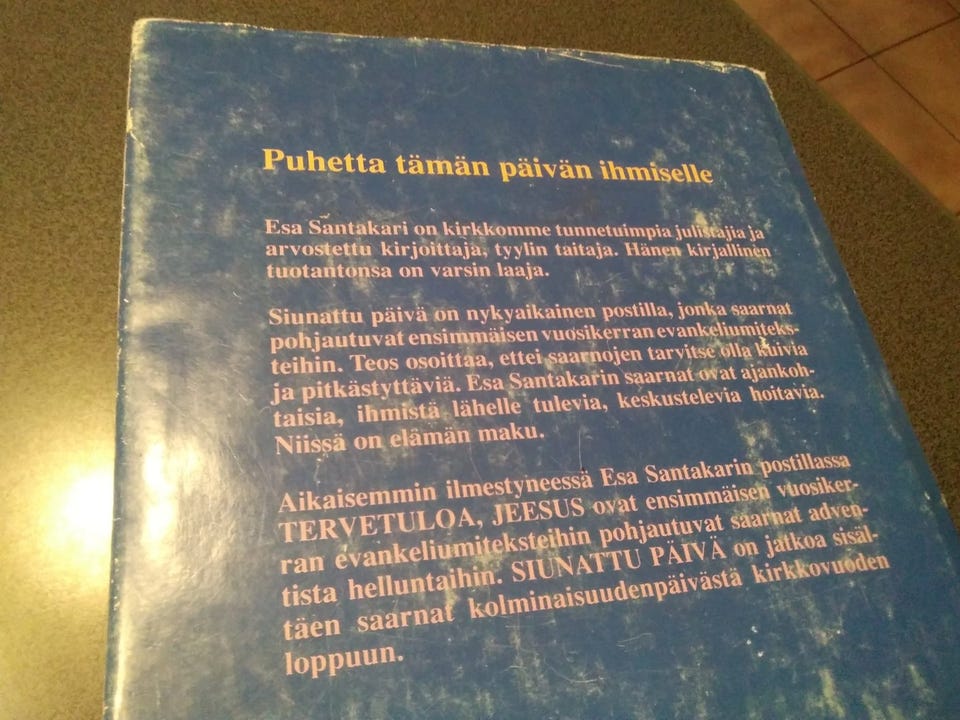 Puhetta tämän päivän ihmiselle
Esa Santakari on kirkkomme tunnetuimpia julistajia ja
arvostettu kirjoittaja, tyylin taitaja. Hänen kirjallinen
tuotantonsa on varsin laaja.
Siunattu päivä on nykyaikainen postilla, jonka saarnat
pohjautuvat ensimmäisen vuosikerran evankeliumiteks-
teihin. Teos osoittaa, ettei saarnojen tarvitse olla kuivia
ja pitkästyttäviä. Esa Santakarin saarnat ovat ajankoh-
taisia, ihmistä lähelle tulevia, keskustelevia hoitavia.
Niissä on elämän maku.
Aikaisemmin ilmestyneessä Esa Santakarin postillassa
TERVETULOA, JEESUS ovat ensimmäisen vuosiker-
ran evankeliumiteksteihin pohjautuvat saarnat adven-
tista helluntaihin. SIUNATTU PÄIVÄ on jatkoa sisäl-
täen saarnat kolminaisuudenpäivästä kirkkovuoden
loppuun.